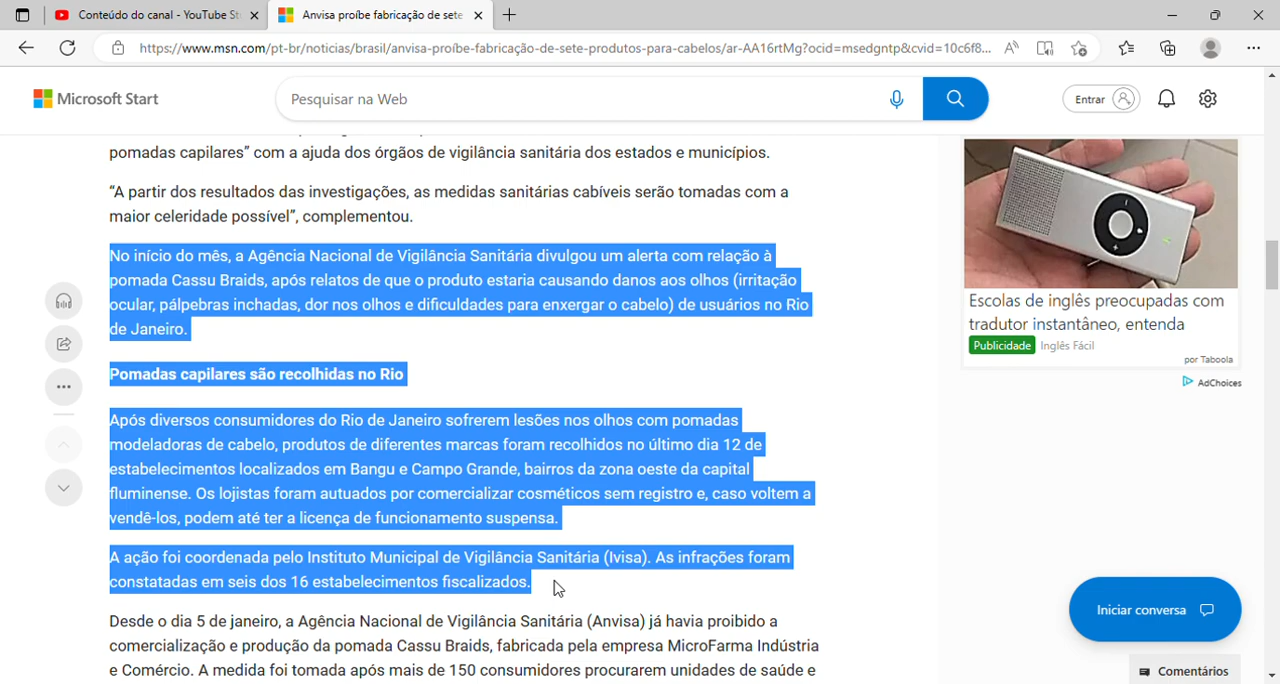 Conteúdo do canal - YouTube St
Anvisa proíbe fabricação de sete
https://www.msn.com/pt-br/noticias/brasil/anvisa-proíbe-fabricação-de-sete-produtos-para-cabelos/ar-AA16rtMg?ocid=msedgntp&cvid=10c6f8...
Microsoft Start
Pesquisar na Web
Entrar
pomadas capilares” com a ajuda dos órgãos de vigilância sanitária dos estados e municípios.
“A partir dos resultados das investigações, as medidas sanitárias cabíveis serão tomadas com a
maior celeridade possível”, complementou.
No início do mês, a Agência Nacional de Vigilância Sanitária divulgou um alerta com relação à
pomada Cassu Braids, após relatos de que o produto estaria causando danos aos olhos (irritação
ocular, pálpebras inchadas, dor nos olhos e dificuldades para enxergar o cabelo) de usuários no Rio
de Janeiro.
Pomadas capilares são recolhidas no Rio
Após diversos consumidores do Rio de Janeiro sofrerem lesões nos olhos com pomadas
modeladoras de cabelo, produtos de diferentes marcas foram recolhidos no último dia 12 de
estabelecimentos localizados em Bangu e Campo Grande, bairros da zona oeste da capital
fluminense. Os lojistas foram autuados por comercializar cosméticos sem registro e, caso voltem a
vendê-los, podem até ter a licença de funcionamento suspensa.
A ação foi coordenada pelo Instituto Municipal de Vigilância Sanitária (Ivisa). As infrações foram
constatadas em seis dos 16 estabelecimentos fiscalizados.
Desde o dia 5 de janeiro, a Agência Nacional de Vigilância Sanitária (Anvisa) já havia proibido a
comercialização e produção da pomada Cassu Braids, fabricada pela empresa MicroFarma Indústria
e Comércio. A medida foi tomada após mais de 150 consumidores procurarem unidades de saúde e
Escolas de inglês preocupadas com
tradutor instantâneo, entenda
Publicidade Inglês Fácil
por Taboola
AdChoices
Iniciar conversa
Comentários